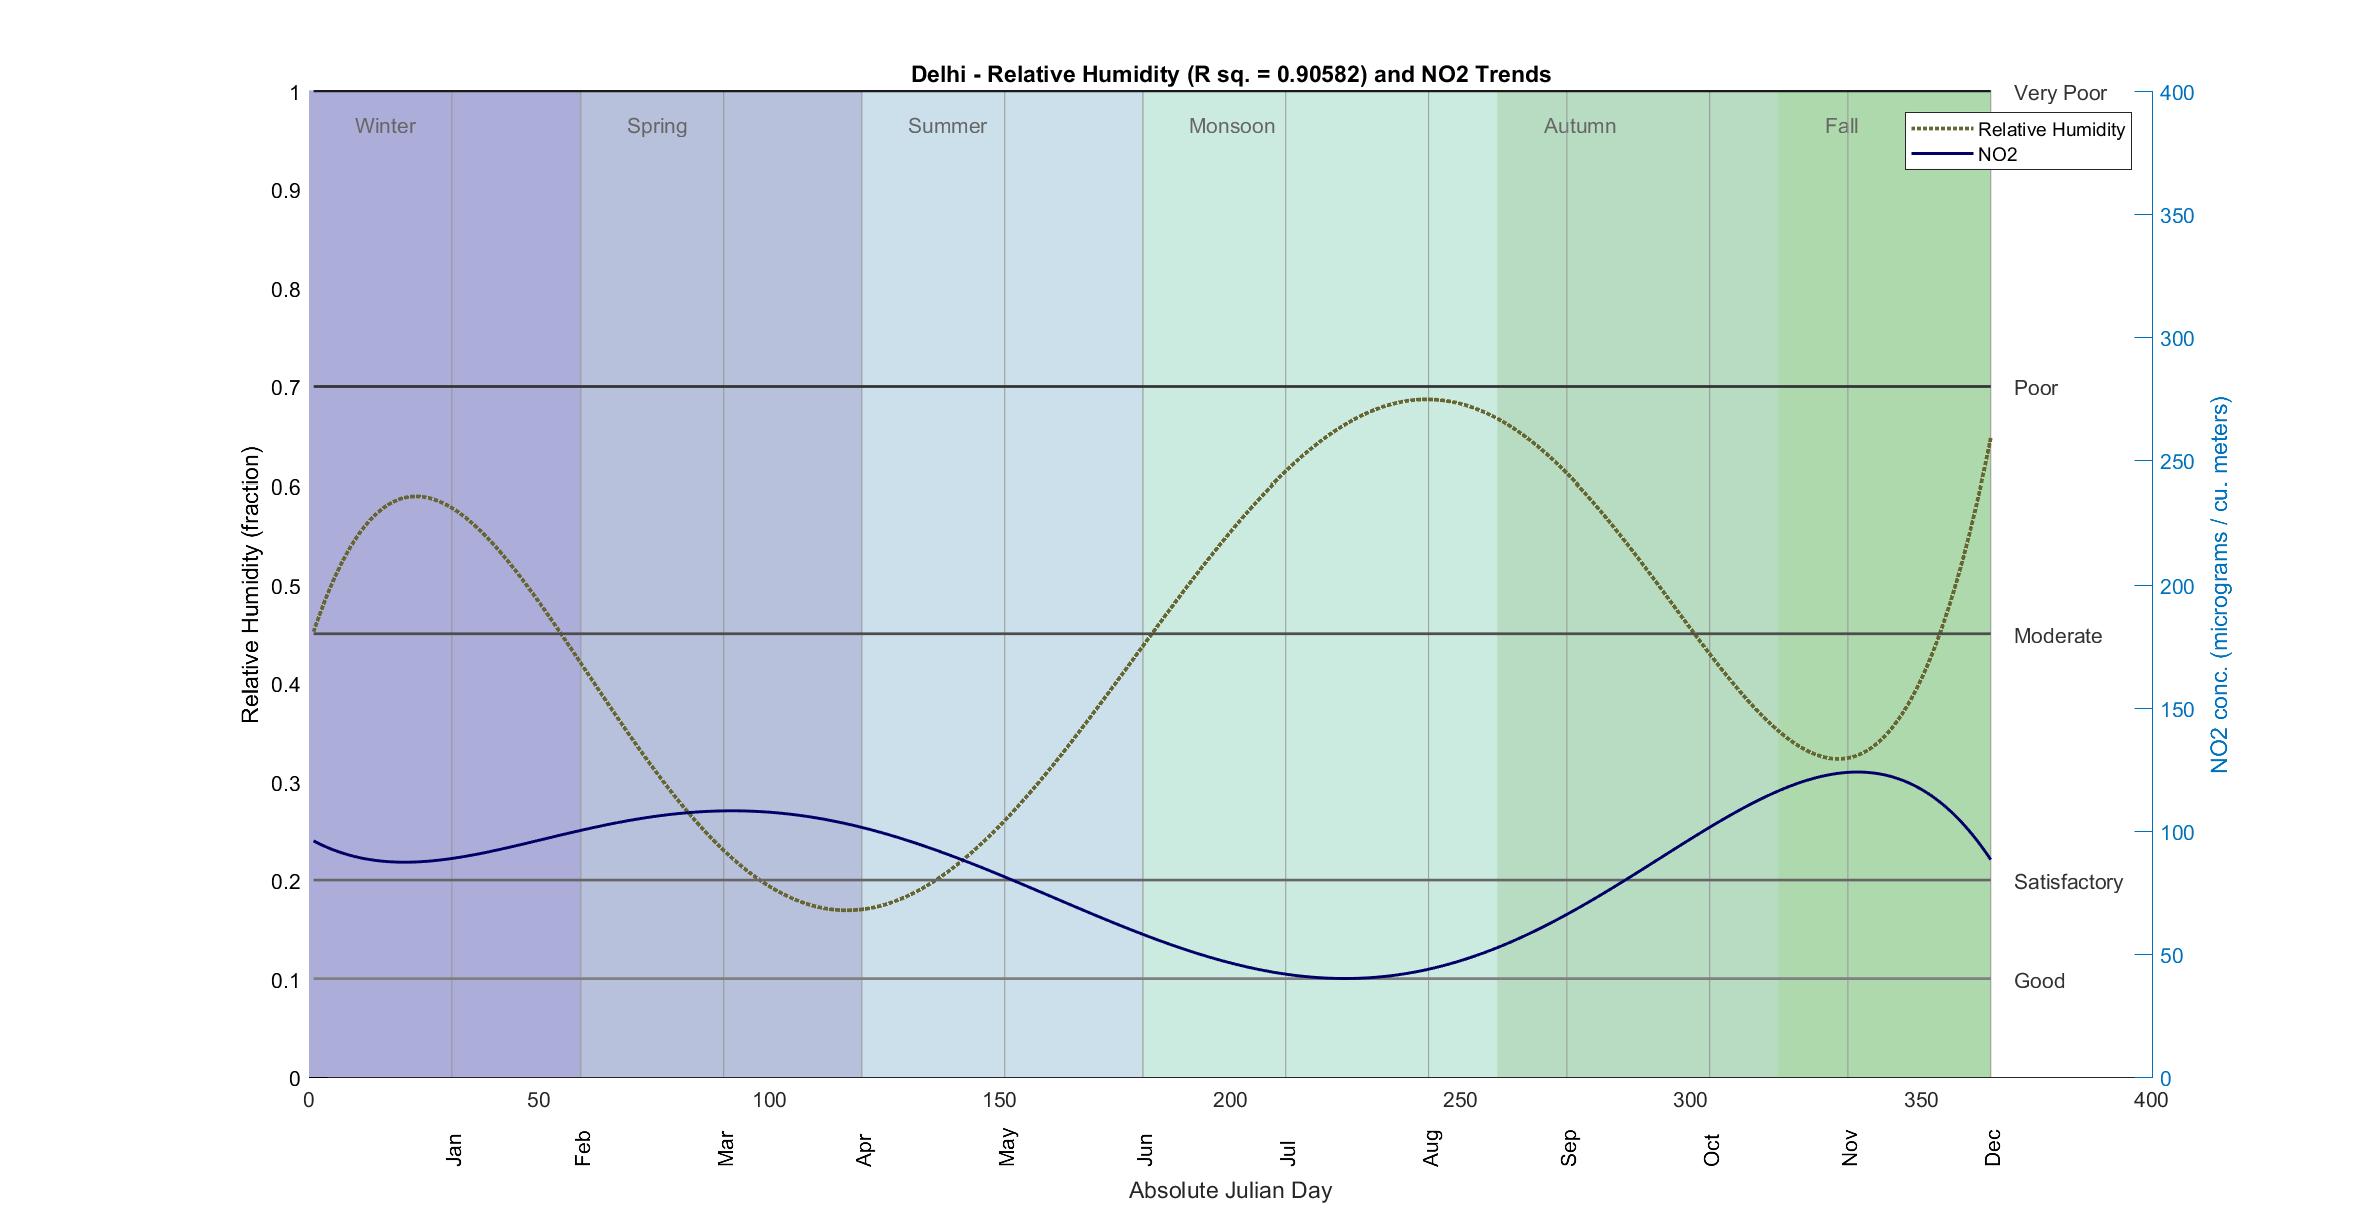 Delhi - Relative Humidity (R sq. = 0.90582) and NO2 Trends
Winter
Spring
Summer
Monsoon
Autumn
Fall
Relative Humidity
NO2
Relative Humidity (fraction)
1
0.9
0.8
0.7
0.6
0.5
0.4
0.3
0.2
0.1
0
Very Poor
Poor
Moderate
Satisfactory
Good
400
350
300
250
200
150
100
50
0
NO2 conc. (micrograms / cu. meters)
0 50 100 150 200 250 300 350 400
Jan
Feb
Mar
Apr
May
Jun
Jul
Aug
Sep
Oct
Nov
Dec
Absolute Julian Day